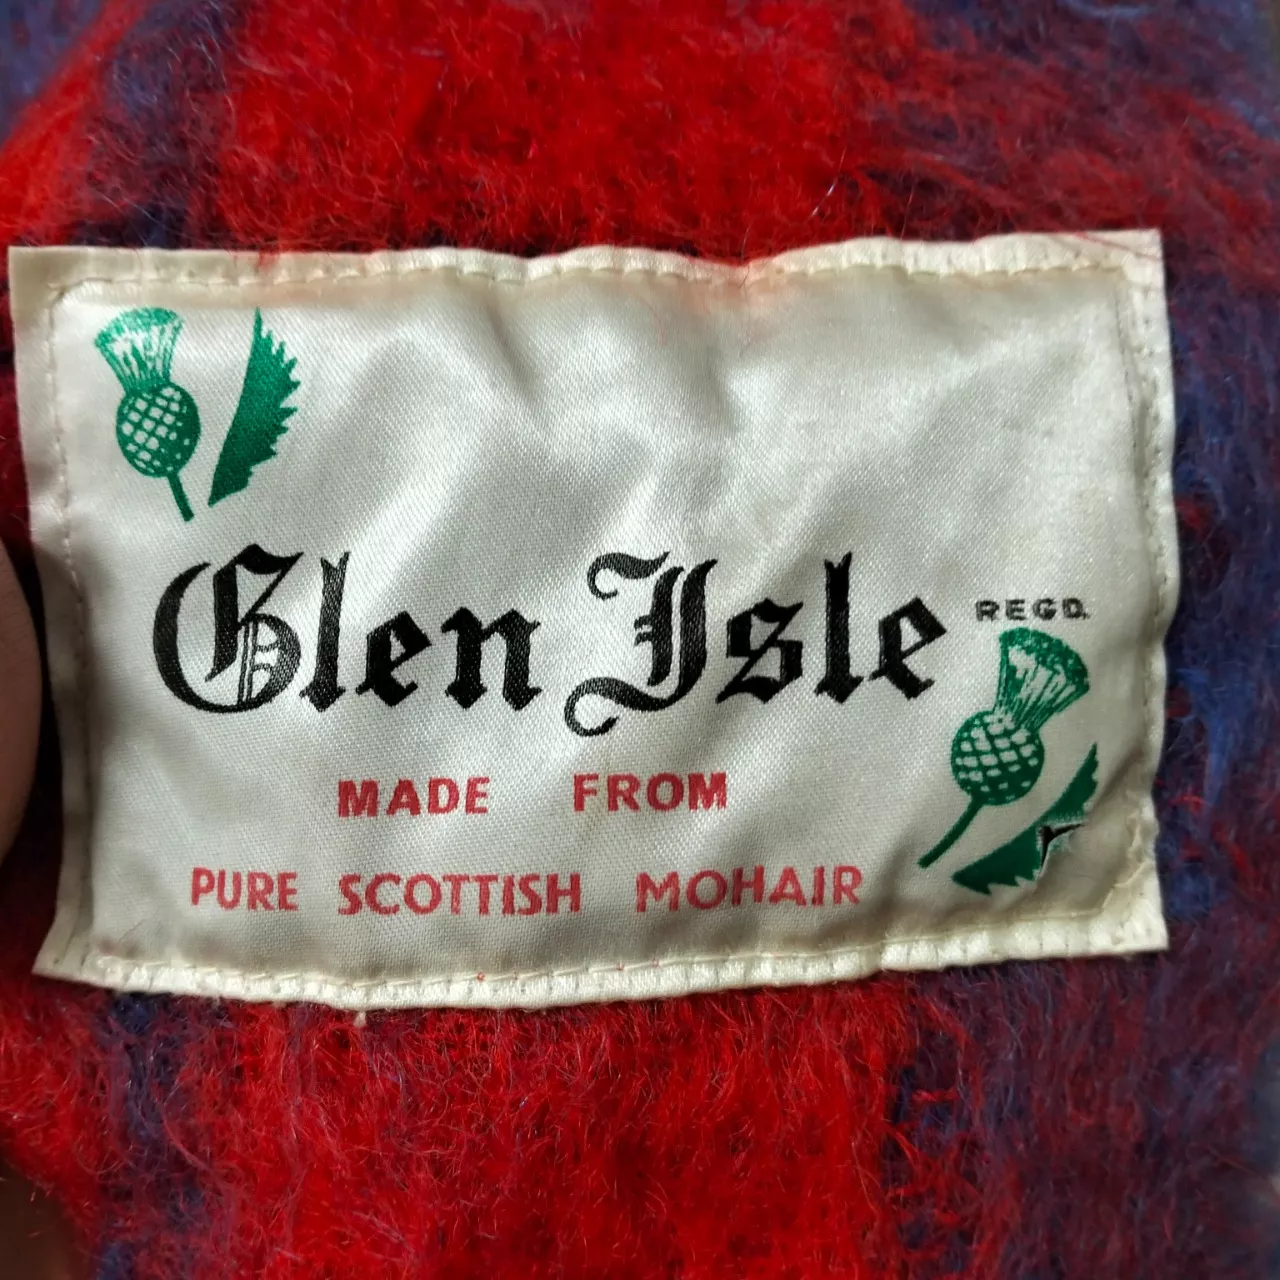 Glen Isle REGD.
MADE FROM
PURE SCOTTISH MOHAIR